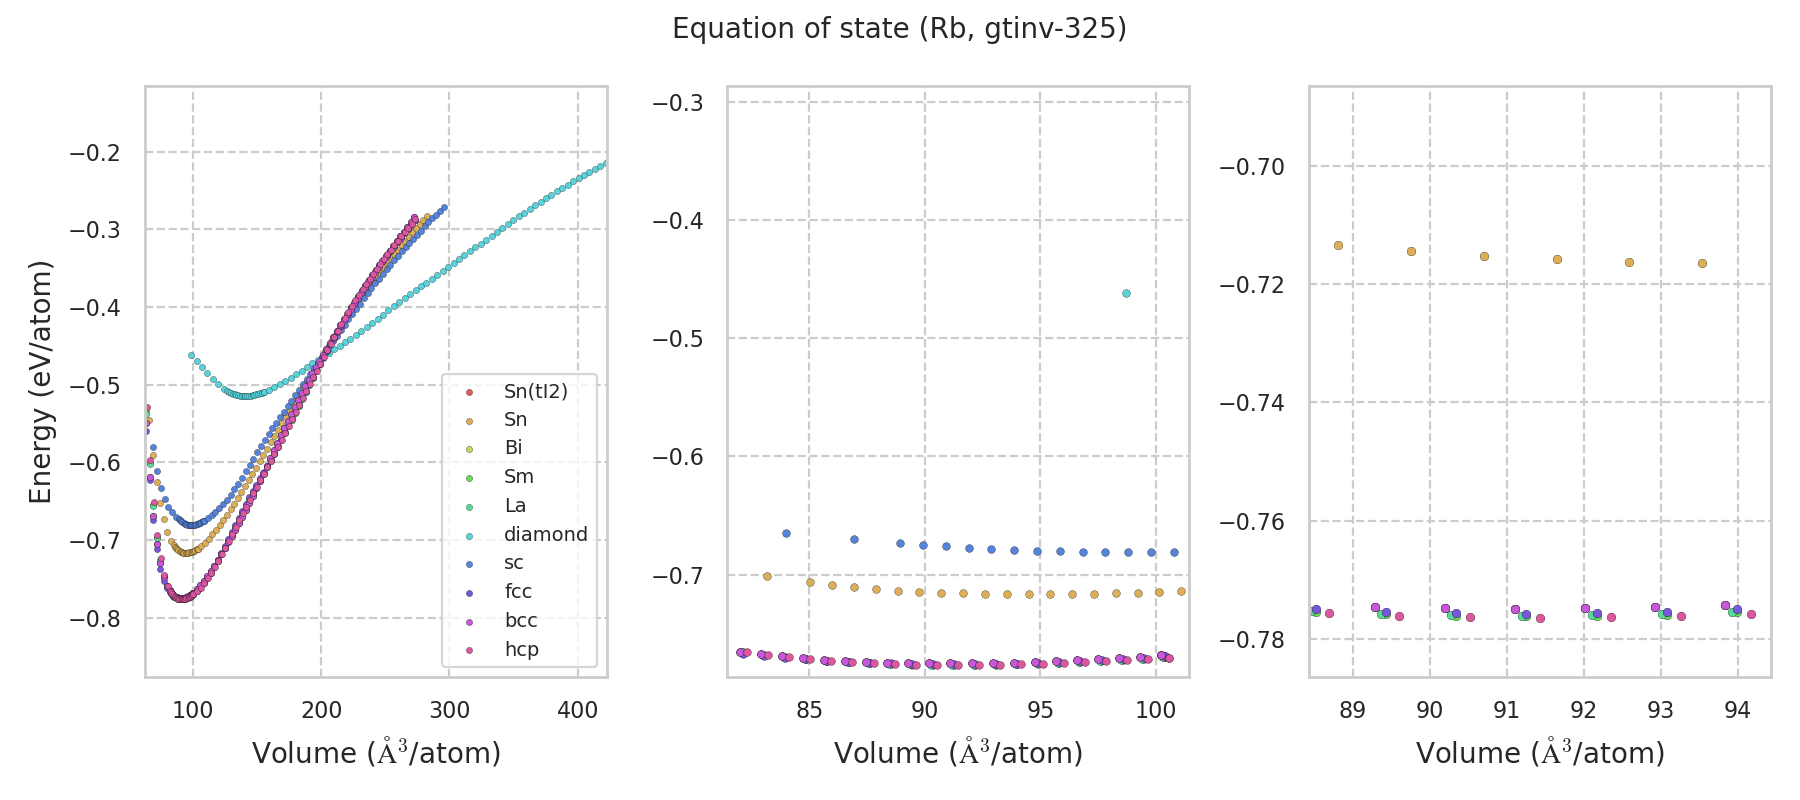 Equation of state (Rb, gtinv-325)
Energy (eV/atom)
−0.2
−0.3
−0.4
−0.5
−0.6
−0.7
−0.8
100
200
300
400
Volume (Å³/atom)
Sn(tI2)
Sn
Bi
Sm
La
diamond
sc
fcc
bcc
hcp
−0.3
−0.4
−0.5
−0.6
−0.7
85
90
95
100
Volume (Å³/atom)
−0.70
−0.72
−0.74
−0.76
−0.78
89
90
91
92
93
94
Volume (Å³/atom)